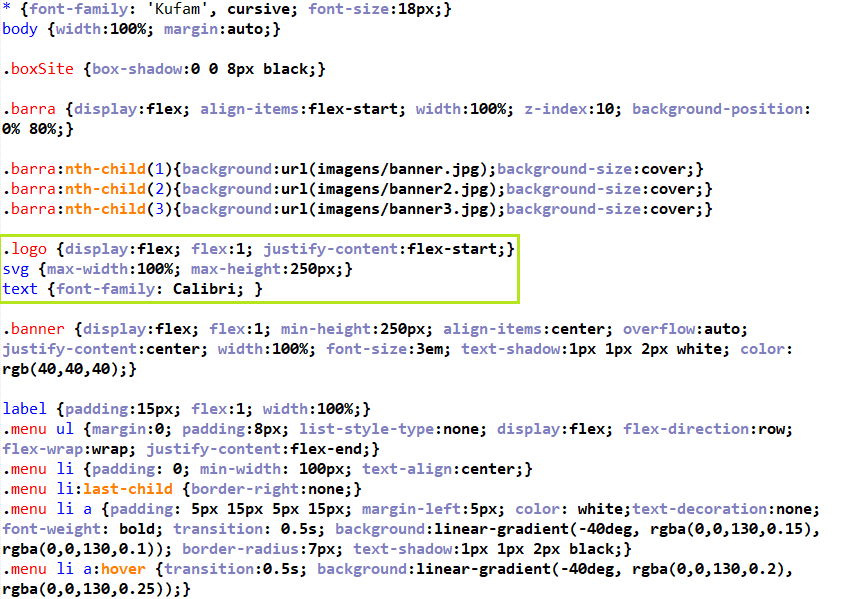 * {font-family: 'Kufam', cursive; font-size:18px;}
body {width:100%; margin:auto;}
.boxSite {box-shadow:0 0 8px black;}
.barra {display:flex; align-items:flex-start; width:100%; z-index:10; background-position:
0% 80%;}
.barra:nth-child(1){background:url(imagens/banner.jpg);background-size:cover;}
.barra:nth-child(2){background:url(imagens/banner2.jpg);background-size:cover;}
.barra:nth-child(3){background:url(imagens/banner3.jpg);background-size:cover;}
.logo {display:flex; flex:1; justify-content:flex-start;}
svg {max-width:100%; max-height:250px;}
text {font-family: Calibri; }
.banner {display:flex; flex:1; min-height:250px; align-items:center; overflow:auto;
justify-content:center; width:100%; font-size:3em; text-shadow:1px 1px 2px white; color:
rgb(40,40,40);}
label {padding:15px; flex:1; width:100%;}
.menu ul {margin:0; padding:8px; list-style-type:none; display:flex; flex-direction:row;
flex-wrap:wrap; justify-content:flex-end;}
.menu li {padding: 0; min-width: 100px; text-align:center;}
.menu li:last-child {border-right:none;}
.menu li a {padding: 5px 15px 5px 15px; margin-left:5px; color: white;text-decoration:none;
font-weight: bold; transition: 0.5s; background:linear-gradient(-40deg, rgba(0,0,130,0.15),
rgba(0,0,130,0.1)); border-radius:7px; text-shadow:1px 1px 2px black;}
.menu li a:hover {transition:0.5s; background:linear-gradient(-40deg, rgba(0,0,130,0.2),
rgba(0,0,130,0.25));}